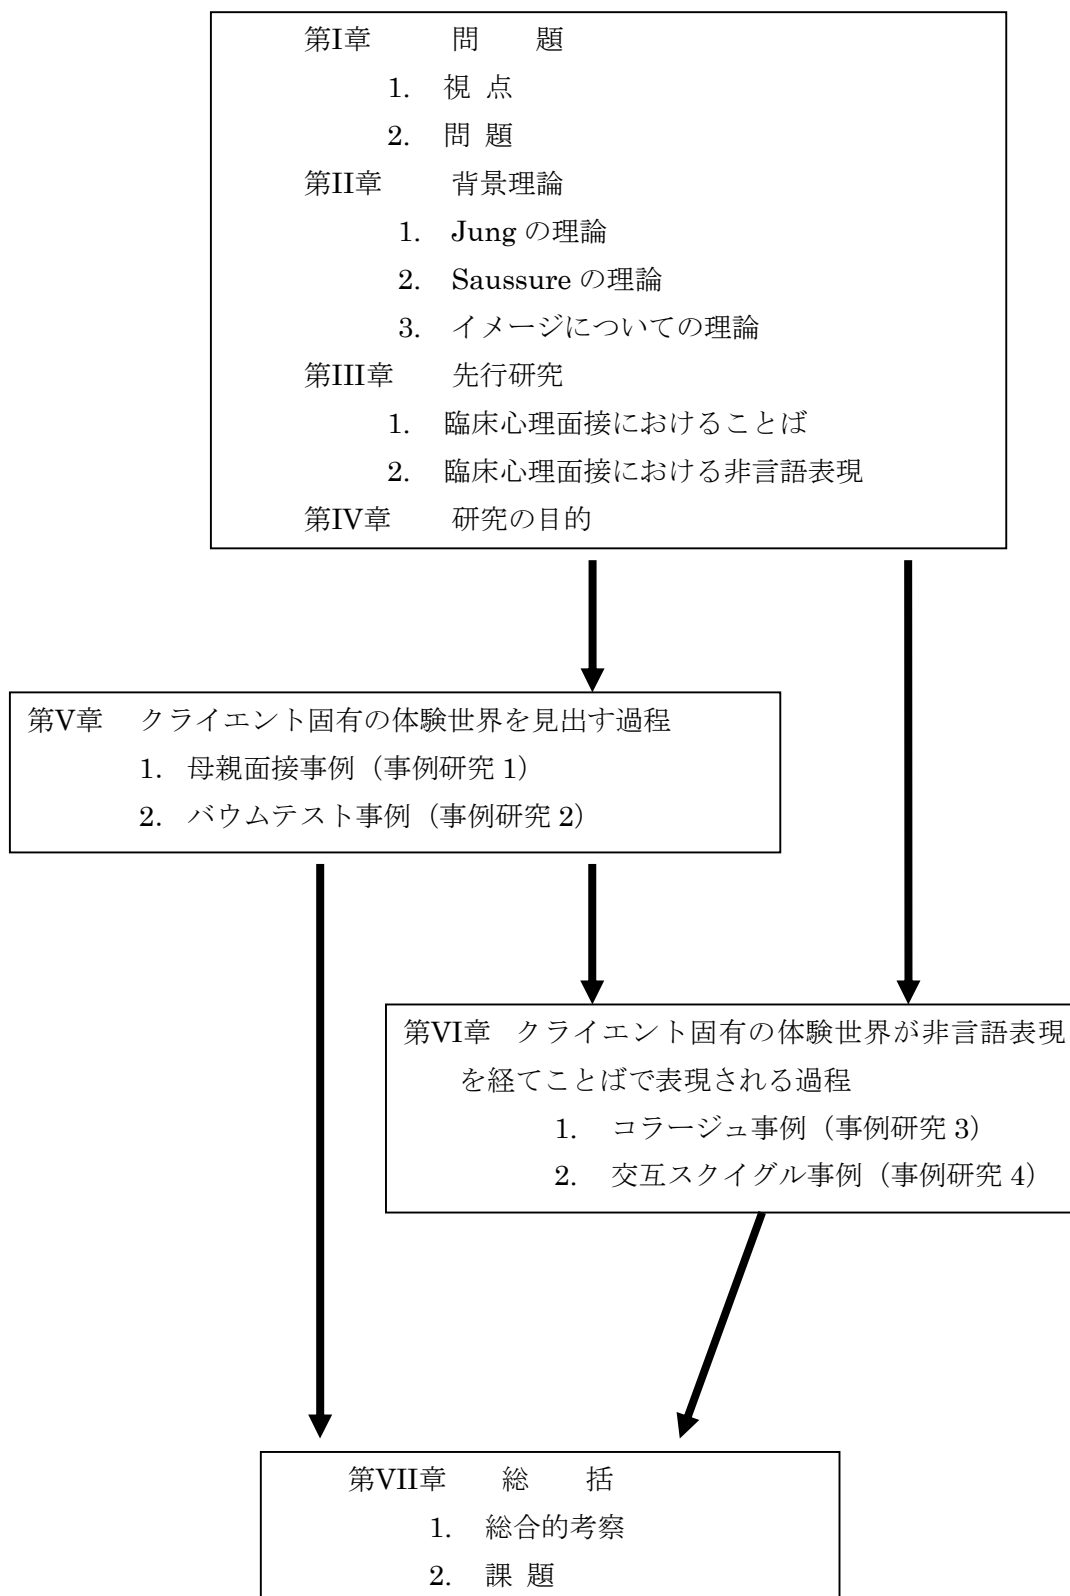 第I章 問 題
1. 視 点
2. 問 題
第II章 背景理論
1. Jung の理論
2. Saussure の理論
3. イメージについての理論
第III章 先行研究
1. 臨床心理面接におけることば
2. 臨床心理面接における非言語表現
第IV章 研究の目的
第V章 クライエント固有の体験世界を見出す過程
1. 母親面接事例（事例研究 1）
2. バウムテスト事例（事例研究 2）
第VI章 クライエント固有の体験世界が非言語表現
を経てことばで表現される過程
1. コラージュ事例（事例研究 3）
2. 交互スクイグル事例（事例研究 4）
第VII章 総 括
1. 総合的考察
2. 課 題